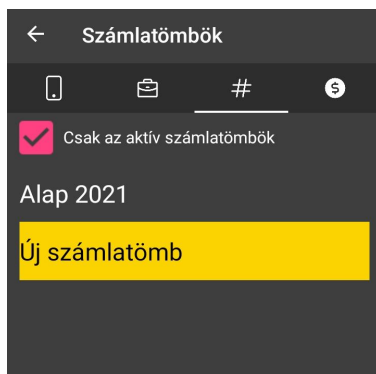 Számlatömbök
#
Csak az aktív számlatömbök
Alap 2021
Új számlatömb